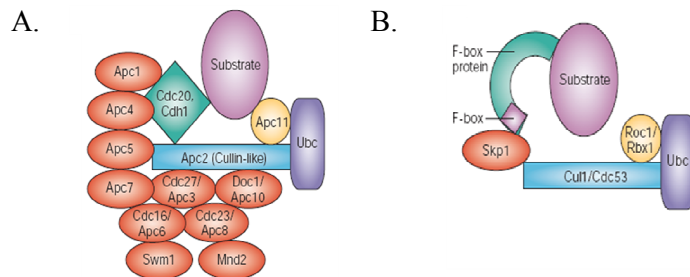 A.
Apc1
Apc4
Apc5
Apc7
Cdc20,
Cdh1
Substrate
Apc11
Ubc
Apc2 (Cullin-like)
Cdc27/
Apc3
Doc1/
Apc10
Cdc16/
Apc6
Cdc23/
Apc8
Swm1
Mnd2
B.
F-box
protein
Substrate
F-box
Skp1
Roc1/
Rbx1
Ubc
Cul1/Cdc53